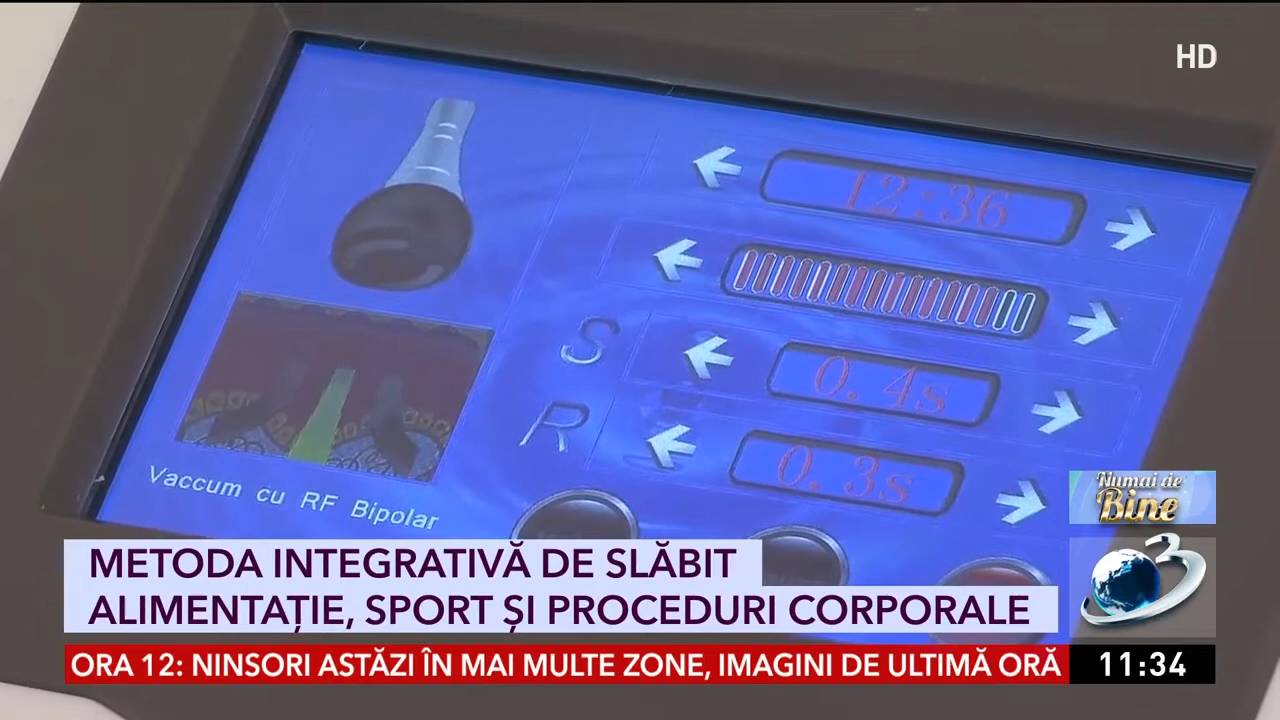 HD
12:36
S
0.4s
R
0.3s
Vaccum cu RF Bipolar
Numai de
Bine
3
METODA INTEGRATIVĂ DE SLĂBIT
ALIMENTAȚIE, SPORT ȘI PROCEDURI CORPORALE
ORA 12: NINSORI ASTĂZI ÎN MAI MULTE ZONE, IMAGINI DE ULTIMĂ ORĂ
11:34